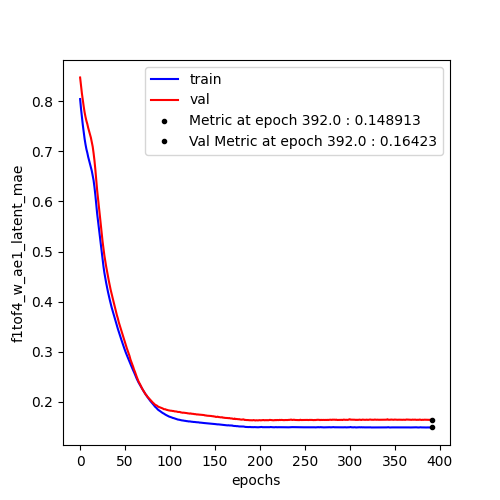 train
val
Metric at epoch 392.0 : 0.148913
Val Metric at epoch 392.0 : 0.16423
f1tof4_w_ae1_latent_mae
0.8
0.7
0.6
0.5
0.4
0.3
0.2
0 50 100 150 200 250 300 350 400
epochs